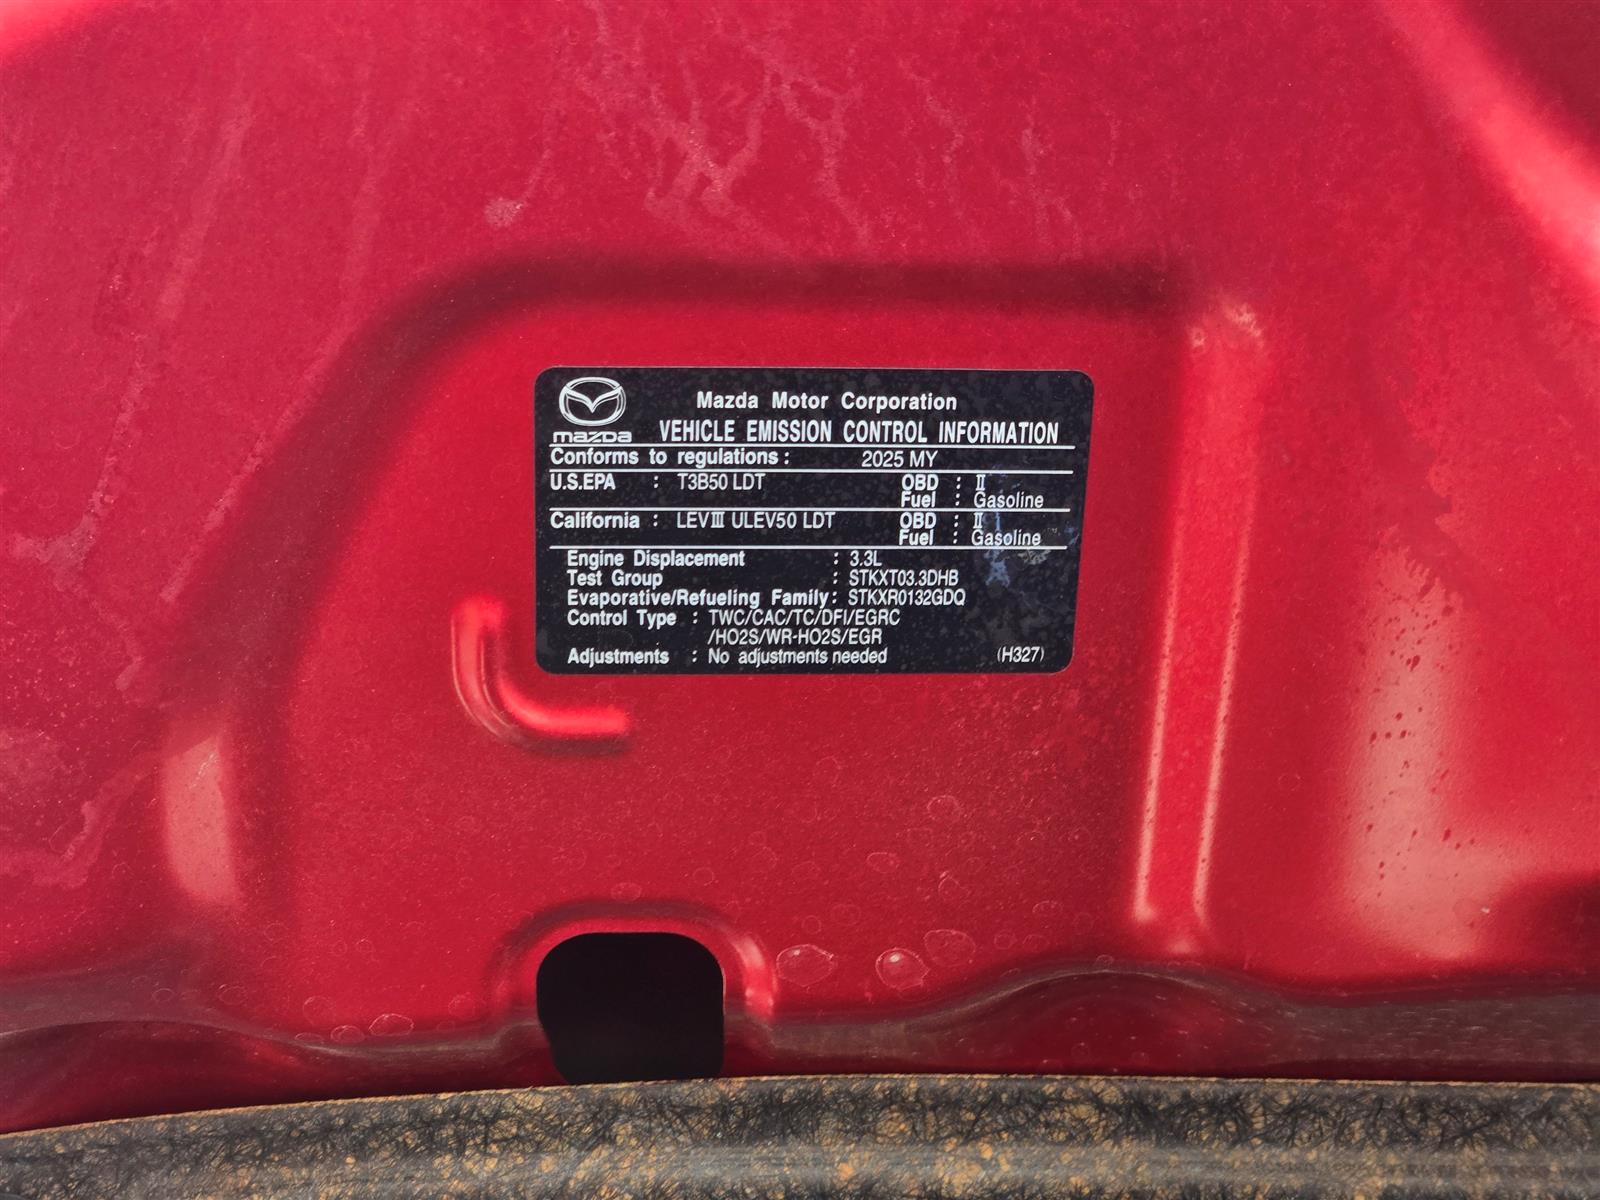 Mazda Motor Corporation
mazda VEHICLE EMISSION CONTROL INFORMATION
Conforms to regulations : 2025 MY
U.S.EPA : T3B50 LDT OBD : II
Fuel : Gasoline
California : LEVIII ULEV50 LDT OBD : II
Fuel : Gasoline
Engine Displacement : 3.3L
Test Group : STKXT03.3DHB
Evaporative/Refueling Family : STKXR0132GDQ
Control Type : TWC/CAC/TC/DFI/EGRC
/HO2S/WR-HO2S/EGR
Adjustments : No adjustments needed (H327)